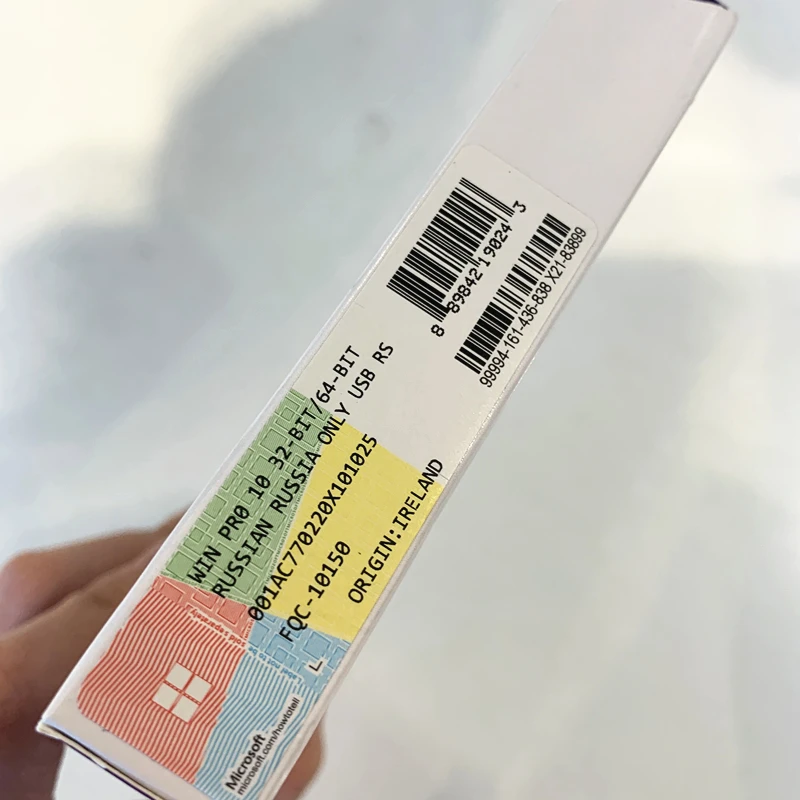 8 89842 19024 3
99994-161-436-838 X21-83899
WIN PRO 10 32-BIT/64-BIT
RUSSIAN RUSSIA ONLY USB RS
001AC770220X101025
FQC-10150
ORIGIN:IRELAND
L
Microsoft
microsoft.com/howtotell